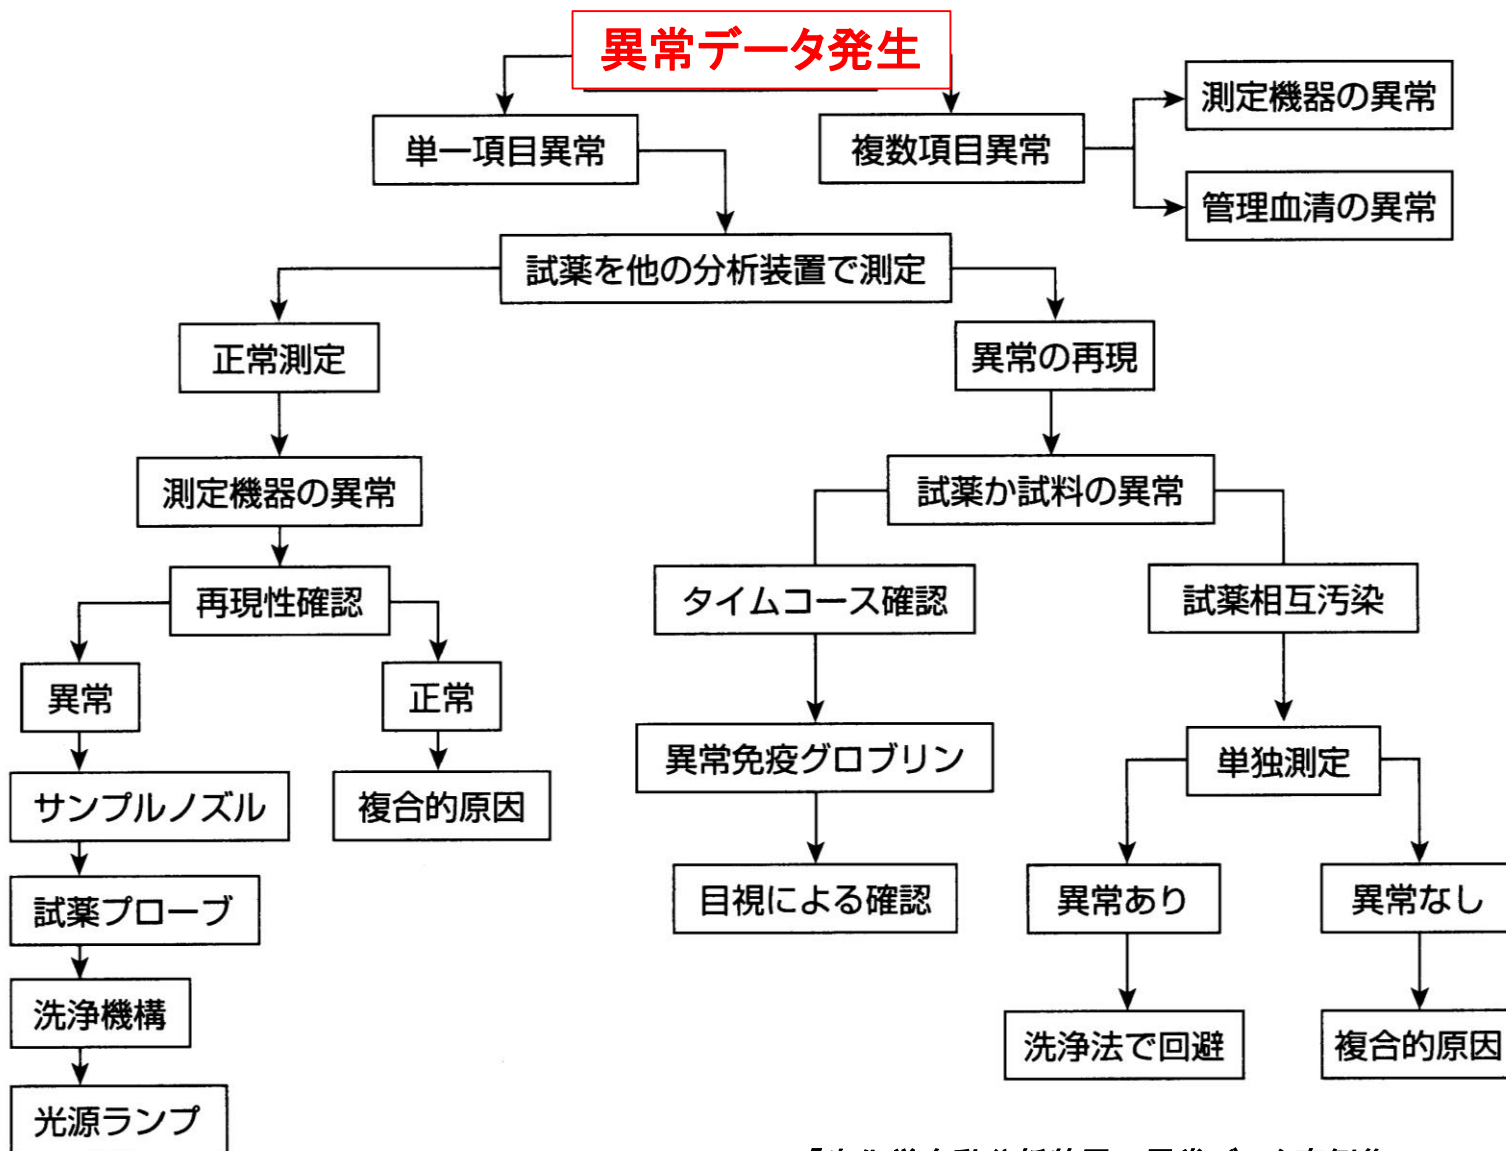 異常データ発生
単一項目異常
複数項目異常
測定機器の異常
管理血清の異常
試薬を他の分析装置で測定
正常測定
異常の再現
測定機器の異常
試薬か試料の異常
再現性確認
タイムコース確認
試薬相互汚染
異常
正常
異常免疫グロブリン
単独測定
サンプルノズル
複合的原因
目視による確認
異常あり
異常なし
試薬プローブ
洗浄機構
洗浄法で回避
複合的原因
光源ランプ